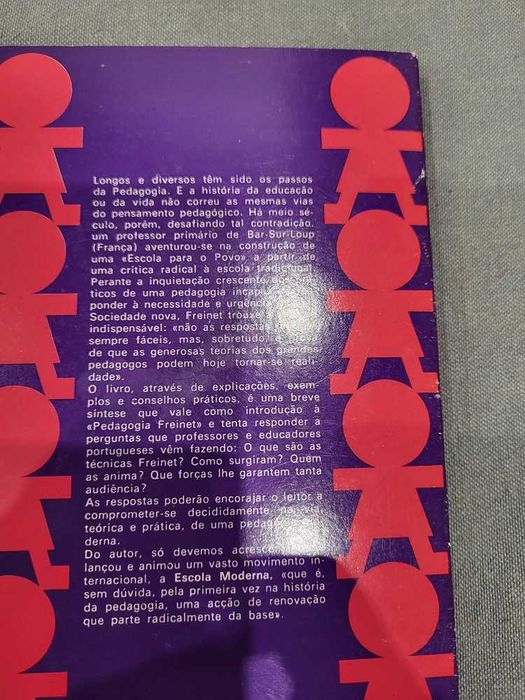 Longos e diversos têm sido os passos
da Pedagogia. E a história da educação
ou da vida não correu as mesmas vias
do pensamento pedagógico. Há meio sé-
culo, porém, desafiando tal contradição,
um professor primário de Bar-Sur-Loup
(França) aventurou-se na construção de
uma «Escola para o Povo» a partir de
uma crítica radical à escola tradicional.
Perante a inquietação crescente dos
ticos de uma pedagogia incapaz de
ponder à necessidade e urgência
Sociedade nova, Freinet trouxe a
indispensável: «não as respostas
sempre fáceis, mas, sobretudo, a
de que as generosas teorias dos grandes
pedagogos podem hoje tornar-se reali-
dade».
O livro, através de explicações, exem-
plos e conselhos práticos, é uma breve
síntese que vale como introdução à
«Pedagogia Freinet» e tenta responder a
perguntas que professores e educadores
portugueses vêm fazendo: O que são as
técnicas Freinet? Como surgiram? Quem
as anima? Que forças lhe garantem tanta
audiência?
As respostas poderão encorajar o leitor a
comprometer-se decididamente na via,
teórica e prática, de uma
derna.
Do autor, só devemos
lançou e animou um vasto movimento in-
ternacional, a Escola Moderna, «que é,
sem dúvida, pela primeira vez na história
da pedagogia, uma acção de renovação
que parte radicalmente da base».